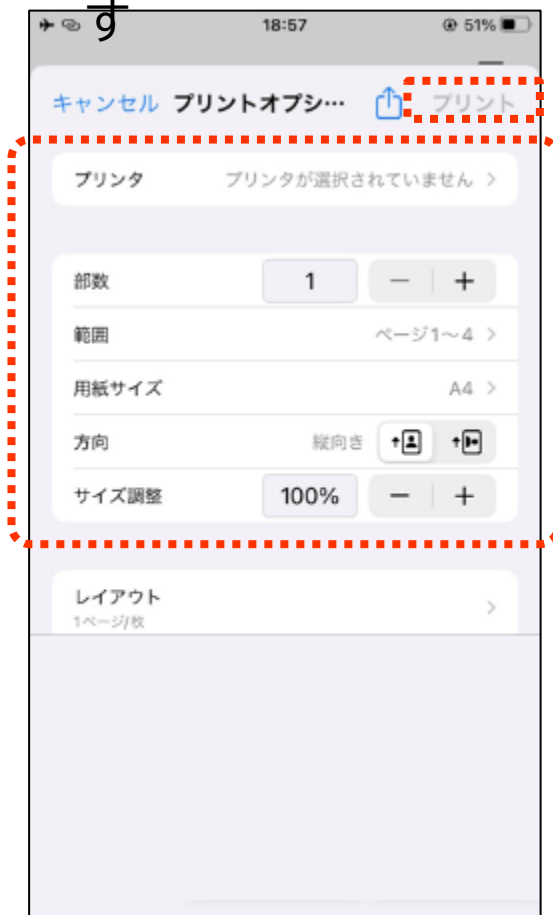 す
18:57 51%
キャンセル プリントオプシ… プリント
プリンタ プリンタが選択されていません >
部数 1 − +
範囲 ページ1〜4 >
用紙サイズ A4 >
方向 縦向き
サイズ調整 100% − +
レイアウト >
1ページ/枚